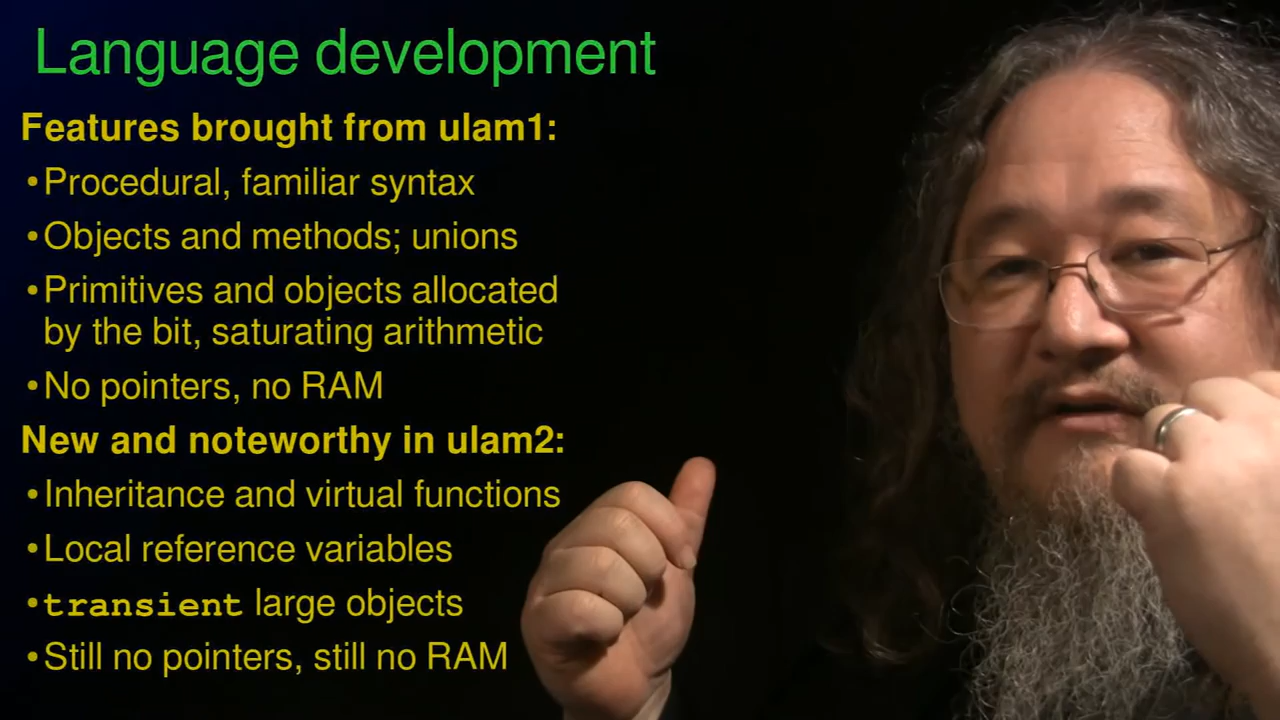 Language development
Features brought from ulam1:
•Procedural, familiar syntax
•Objects and methods; unions
•Primitives and objects allocated
by the bit, saturating arithmetic
•No pointers, no RAM
New and noteworthy in ulam2:
•Inheritance and virtual functions
•Local reference variables
•transient large objects
•Still no pointers, still no RAM